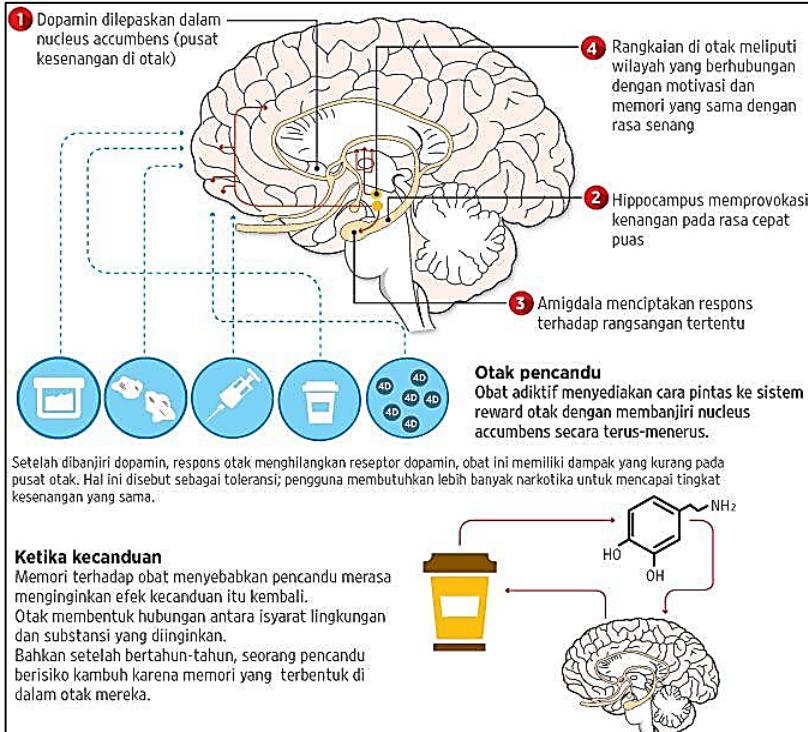 1 Dopamin dilepaskan dalam
nucleus accumbens (pusat
kesenangan di otak)
4 Rangkaian di otak meliputi
wilayah yang berhubungan
dengan motivasi dan
memori yang sama dengan
rasa senang
2 Hippocampus memprovokasi
kenangan pada rasa cepat
puas
3 Amigdala menciptakan respons
terhadap rangsangan tertentu
4D
4D
4D
4D
4D
4D
Otak pencandu
Obat adiktif menyediakan cara pintas ke sistem
reward otak dengan membanjiri nucleus
accumbens secara terus-menerus.
Setelah dibanjiri dopamin, respons otak menghilangkan reseptor dopamin, obat ini memiliki dampak yang kurang pada
pusat otak. Hal ini disebut sebagai toleransi; pengguna membutuhkan lebih banyak narkotika untuk mencapai tingkat
kesenangan yang sama.
Ketika kecanduan
Memori terhadap obat menyebabkan pencandu merasa
menginginkan efek kecanduan itu kembali.
Otak membentuk hubungan antara isyarat lingkungan
dan substansi yang diinginkan.
Bahkan setelah bertahun-tahun, seorang pencandu
berisiko kambuh karena memori yang terbentuk di
dalam otak mereka.
NH₂
HO
OH